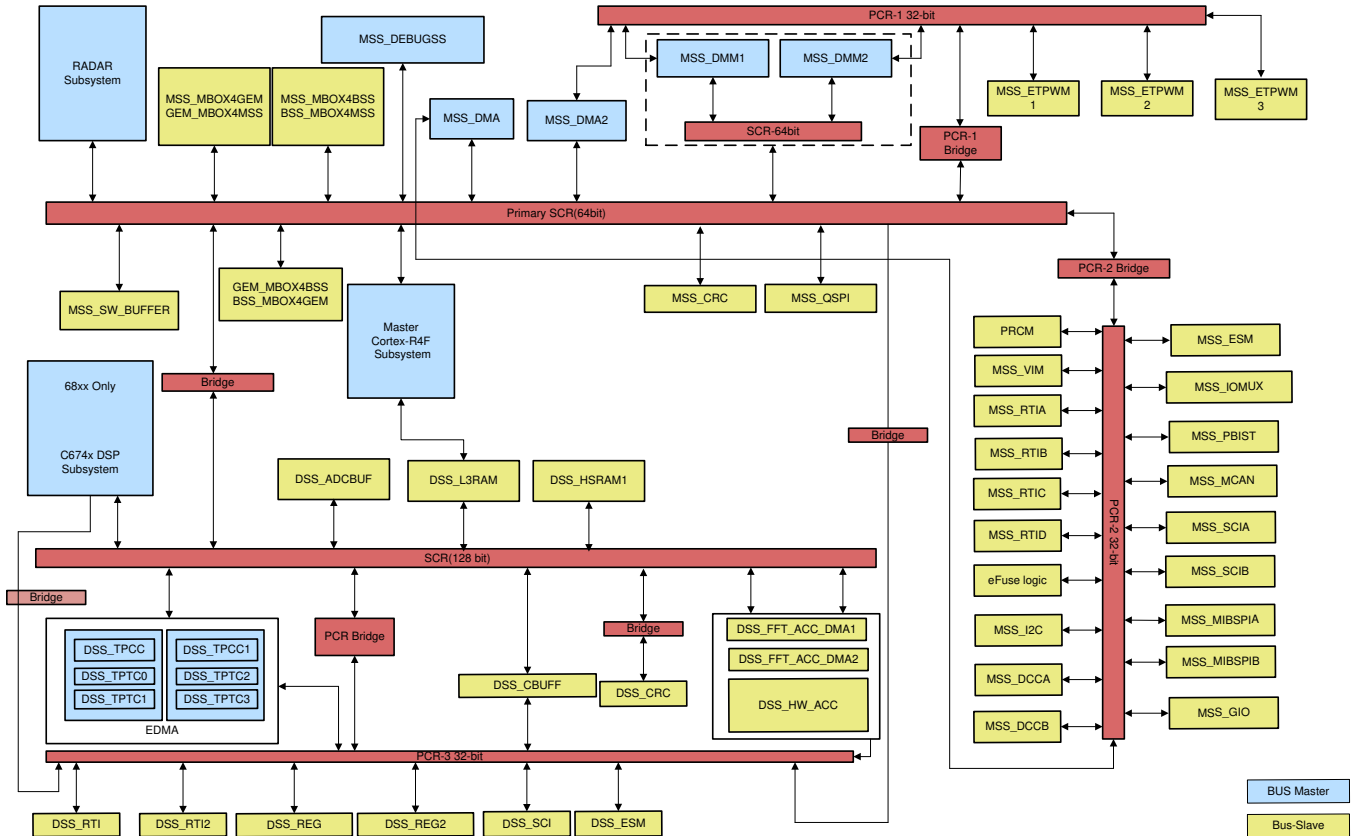 PCR-1 32-bit
RADAR
Subsystem
MSS_DEBUGSS
MSS_DMM1
MSS_DMM2
MSS_MBOX4GEM
GEM_MBOX4MSS
MSS_MBOX4BSS
BSS_MBOX4MSS
MSS_ETPWM
1
MSS_ETPWM
2
MSS_ETPWM
3
MSS_DMA
MSS_DMA2
SCR-64bit
PCR-1
Bridge
Primary SCR(64bit)
PCR-2 Bridge
MSS_SW_BUFFER
GEM_MBOX4BSS
BSS_MBOX4GEM
MSS_CRC
MSS_QSPI
Master
Cortex-R4F
Subsystem
68xx Only
C674x DSP
Subsystem
Bridge
Bridge
PRCM
MSS_VIM
MSS_RTIA
MSS_RTIB
MSS_RTIC
MSS_RTID
eFuse logic
MSS_I2C
MSS_DCCA
MSS_DCCB
PCR-2 32-bit
MSS_ESM
MSS_IOMUX
MSS_PBIST
MSS_MCAN
MSS_SCIA
MSS_SCIB
MSS_MIBSPIA
MSS_MIBSPIB
MSS_GIO
DSS_ADCBUF
DSS_L3RAM
DSS_HSRAM1
SCR(128 bit)
Bridge
DSS_TPCC
DSS_TPTC0
DSS_TPTC1
DSS_TPCC1
DSS_TPTC2
DSS_TPTC3
EDMA
PCR Bridge
DSS_CBUFF
Bridge
DSS_CRC
DSS_FFT_ACC_DMA1
DSS_FFT_ACC_DMA2
DSS_HW_ACC
PCR-3 32-bit
DSS_RTI
DSS_RTI2
DSS_REG
DSS_REG2
DSS_SCI
DSS_ESM
BUS Master
Bus-Slave